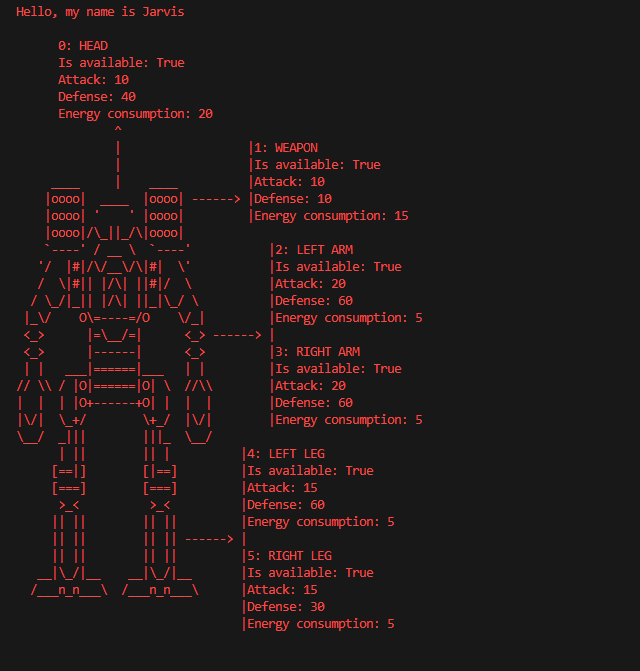 Hello, my name is Jarvis
0: HEAD
Is available: True
Attack: 10
Defense: 40
Energy consumption: 20
|1: WEAPON
|Is available: True
|Attack: 10
|Defense: 10
|Energy consumption: 15
|2: LEFT ARM
|Is available: True
|Attack: 20
|Defense: 60
|Energy consumption: 5
|
|3: RIGHT ARM
|Is available: True
|Attack: 20
|Defense: 60
|Energy consumption: 5
|4: LEFT LEG
|Is available: True
|Attack: 15
|Defense: 60
|Energy consumption: 5
|
|5: RIGHT LEG
|Is available: True
|Attack: 15
|Defense: 30
|Energy consumption: 5